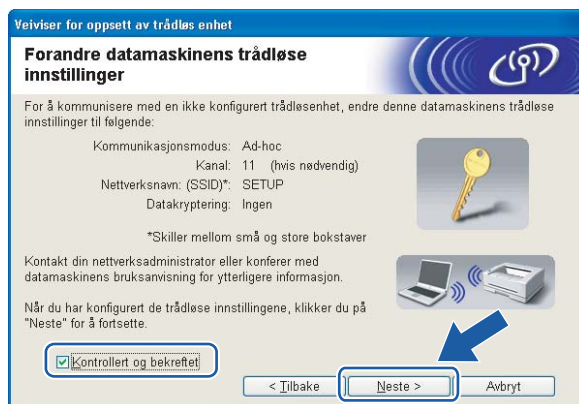 Veiviser for oppsett av trådløs enhet
Forandre datamaskinens trådløse
innstillinger
For å kommunisere med en ikke konfigurert trådløsenhet, endre denne datamaskinens trådløse
innstillinger til følgende:
Kommunikasjonsmodus: Ad-hoc
Kanal: 11 (hvis nødvendig)
Nettverksnavn: (SSID)*: SETUP
Datakryptering: Ingen
*Skiller mellom små og store bokstaver
Kontakt din nettverksadministrator eller konferer med
datamaskinens bruksanvisning for ytterligere informasjon.
Når du har konfigurert de trådløse innstillingene, klikker du på
"Neste" for å fortsette.
Kontrollert og bekreftet
< Tilbake Neste > Avbryt